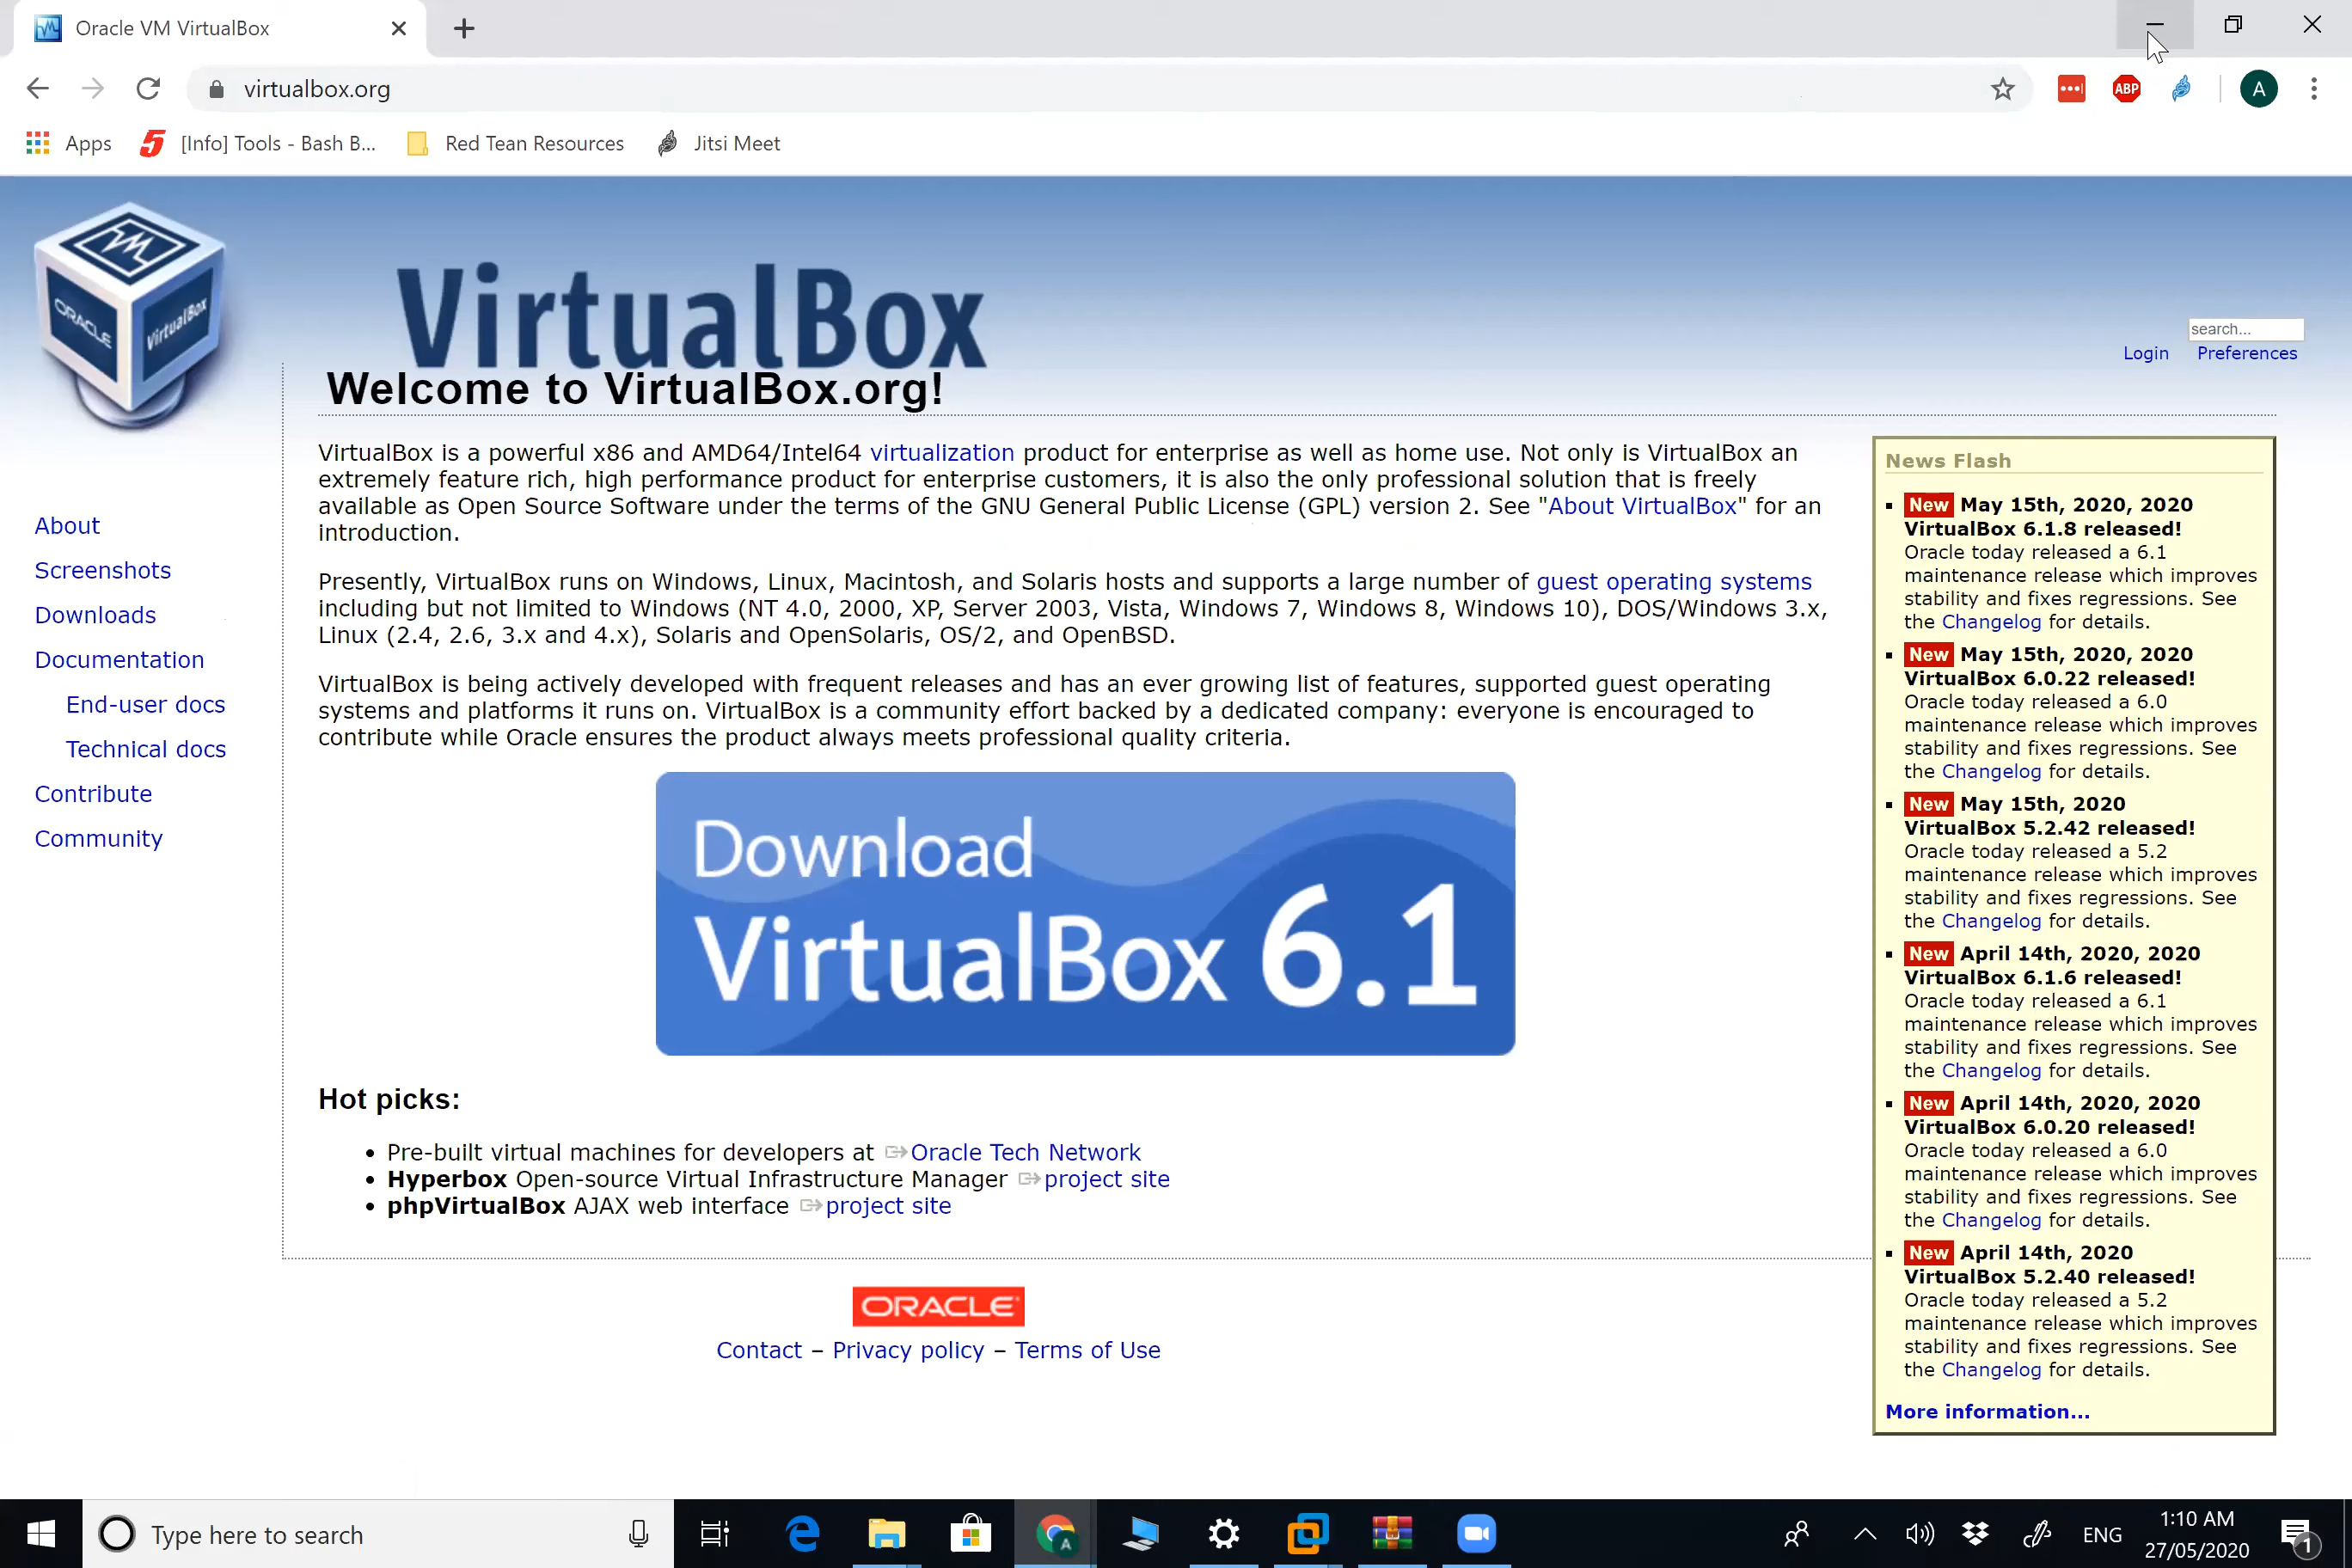 Oracle VM VirtualBox
virtualbox.org
ABP
A
Apps
[Info] Tools - Bash B...
Red Tean Resources
Jitsi Meet
ORACLE
VirtualBox
VirtualBox
search...
Login Preferences
Welcome to VirtualBox.org!
About
Screenshots
Downloads
Documentation
End-user docs
Technical docs
Contribute
Community
VirtualBox is a powerful x86 and AMD64/Intel64 virtualization product for enterprise as well as home use. Not only is VirtualBox an
extremely feature rich, high performance product for enterprise customers, it is also the only professional solution that is freely
available as Open Source Software under the terms of the GNU General Public License (GPL) version 2. See "About VirtualBox" for an
introduction.
Presently, VirtualBox runs on Windows, Linux, Macintosh, and Solaris hosts and supports a large number of guest operating systems
including but not limited to Windows (NT 4.0, 2000, XP, Server 2003, Vista, Windows 7, Windows 8, Windows 10), DOS/Windows 3.x,
Linux (2.4, 2.6, 3.x and 4.x), Solaris and OpenSolaris, OS/2, and OpenBSD.
VirtualBox is being actively developed with frequent releases and has an ever growing list of features, supported guest operating
systems and platforms it runs on. VirtualBox is a community effort backed by a dedicated company: everyone is encouraged to
contribute while Oracle ensures the product always meets professional quality criteria.
Download
VirtualBox 6.1
Hot picks:
Pre-built virtual machines for developers at Oracle Tech Network
Hyperbox Open-source Virtual Infrastructure Manager project site
phpVirtualBox AJAX web interface project site
ORACLE
Contact – Privacy policy – Terms of Use
News Flash
New May 15th, 2020, 2020
VirtualBox 6.1.8 released!
Oracle today released a 6.1
maintenance release which improves
stability and fixes regressions. See
the Changelog for details.
New May 15th, 2020, 2020
VirtualBox 6.0.22 released!
Oracle today released a 6.0
maintenance release which improves
stability and fixes regressions. See
the Changelog for details.
New May 15th, 2020
VirtualBox 5.2.42 released!
Oracle today released a 5.2
maintenance release which improves
stability and fixes regressions. See
the Changelog for details.
New April 14th, 2020, 2020
VirtualBox 6.1.6 released!
Oracle today released a 6.1
maintenance release which improves
stability and fixes regressions. See
the Changelog for details.
New April 14th, 2020, 2020
VirtualBox 6.0.20 released!
Oracle today released a 6.0
maintenance release which improves
stability and fixes regressions. See
the Changelog for details.
New April 14th, 2020
VirtualBox 5.2.40 released!
Oracle today released a 5.2
maintenance release which improves
stability and fixes regressions. See
the Changelog for details.
More information...
Type here to search
A
ENG
1:10 AM
27/05/2020
1